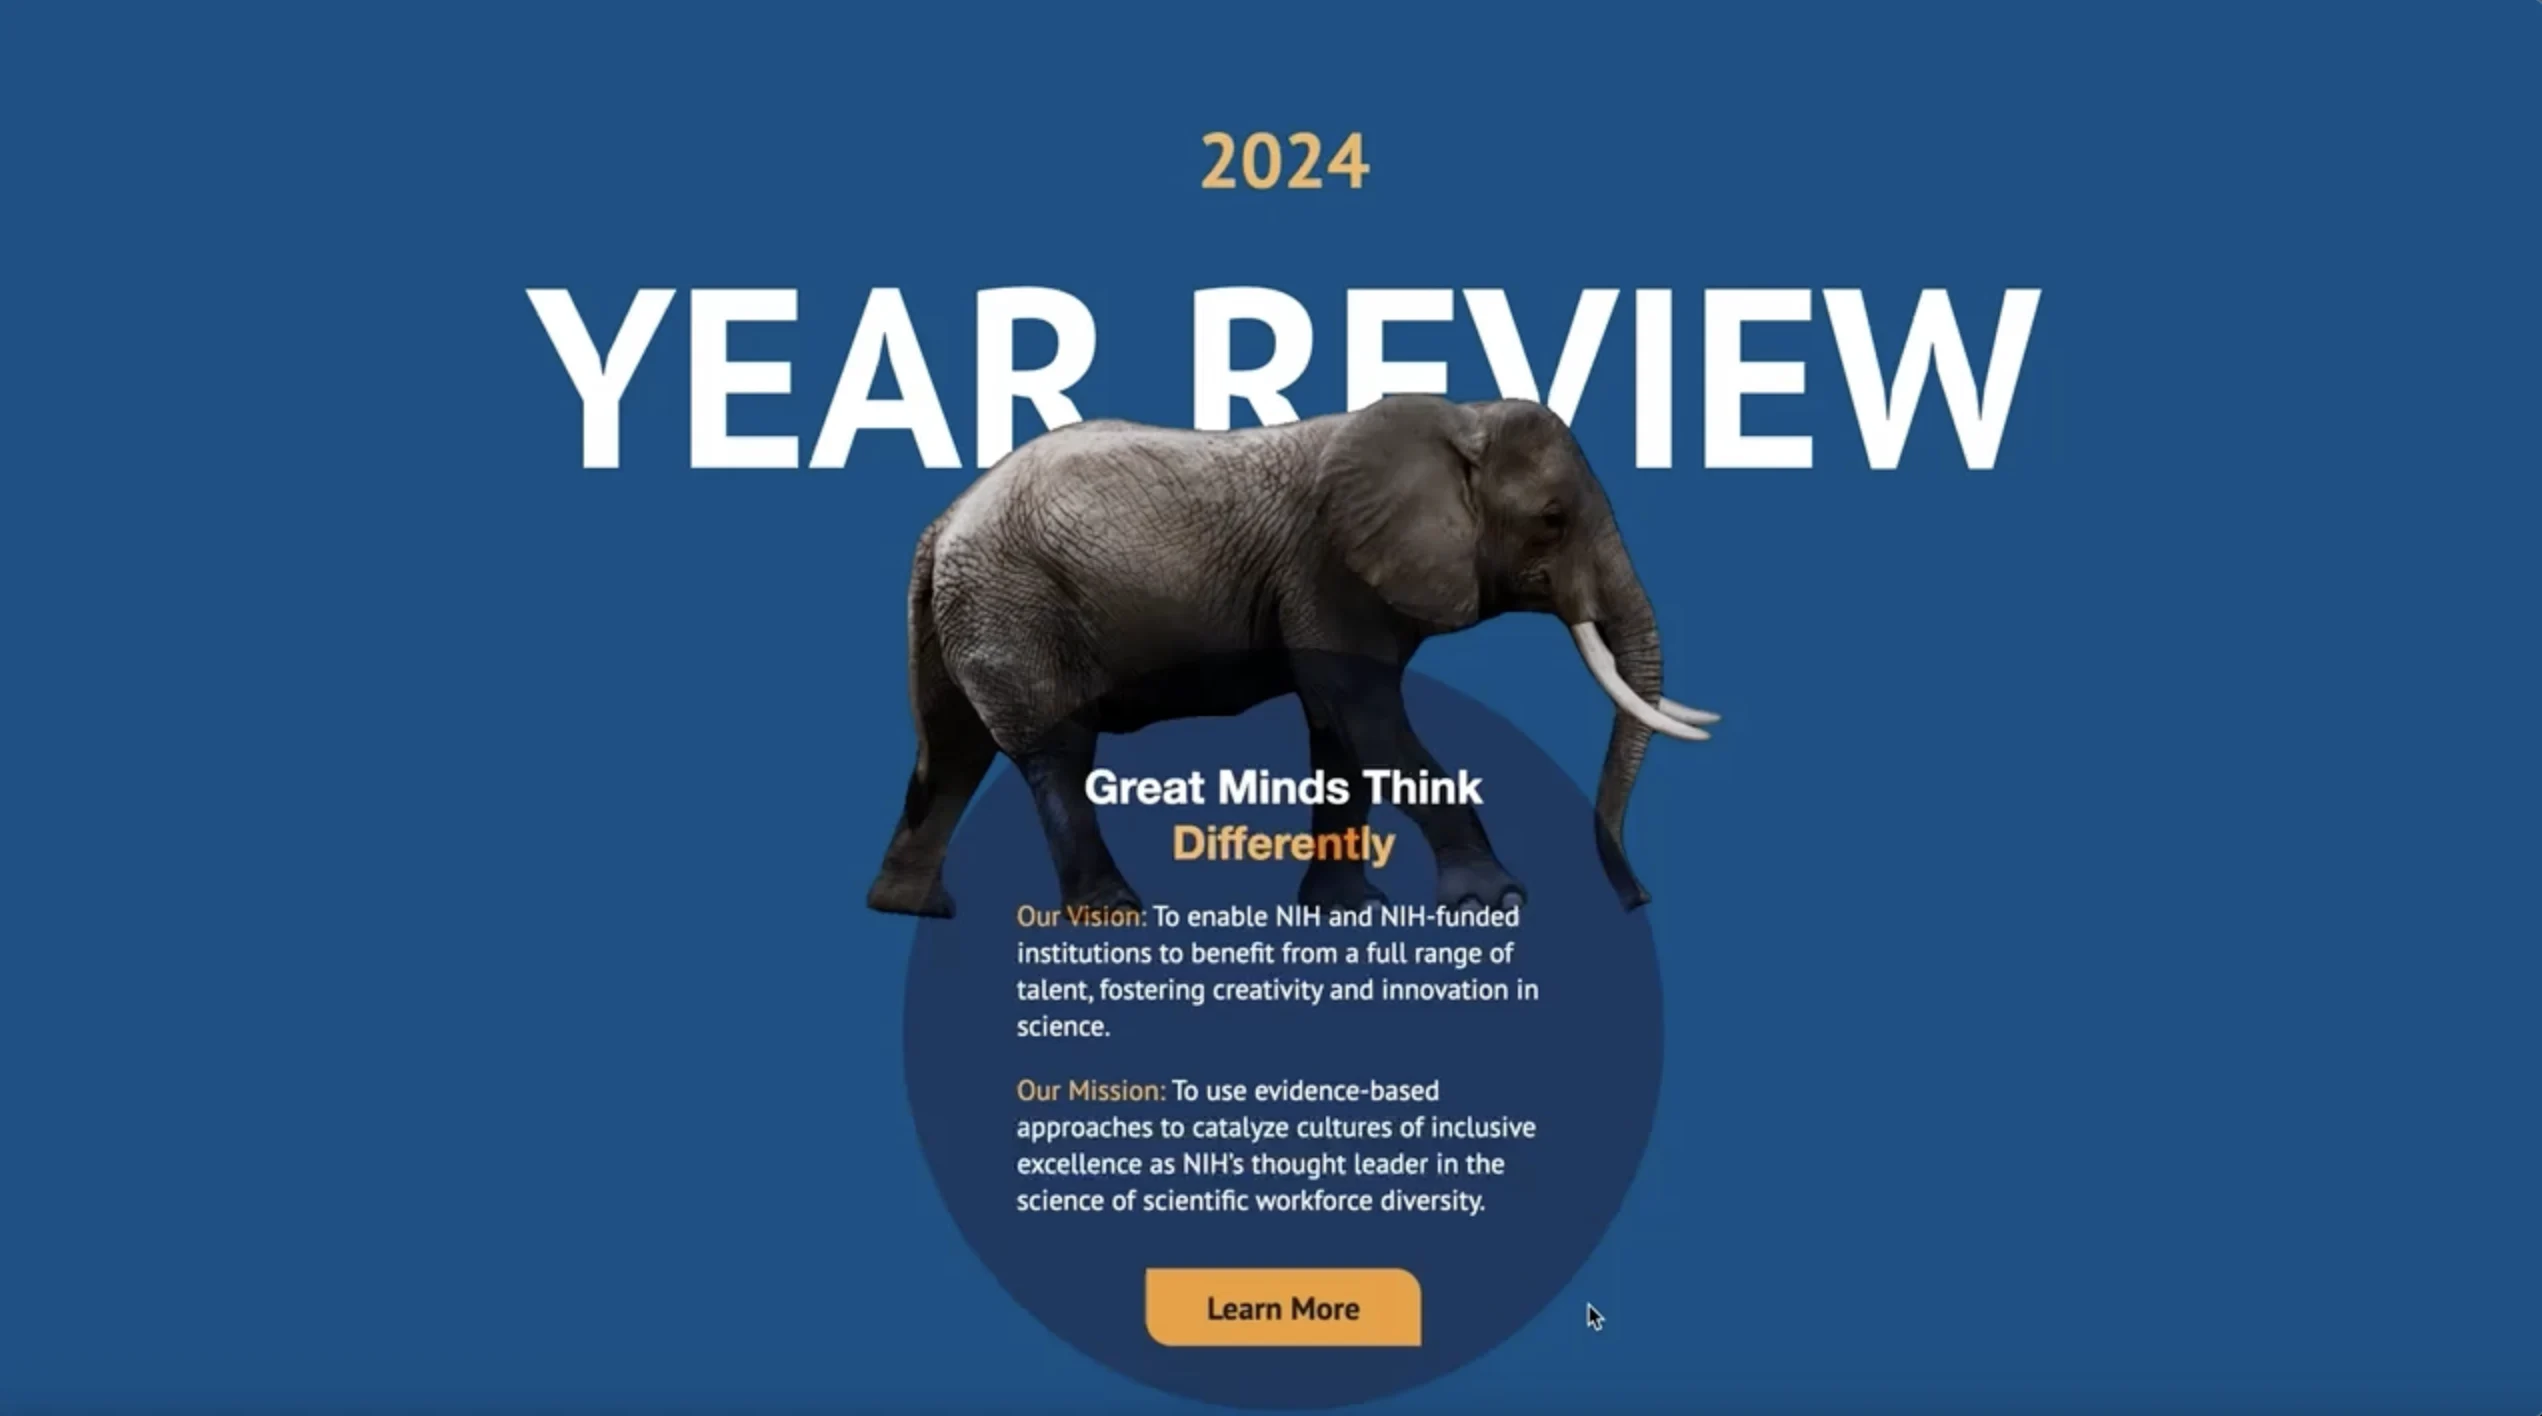 2024
YEAR REVIEW
Great Minds Think
Differently
Our Vision: To enable NIH and NIH-funded
institutions to benefit from a full range of
talent, fostering creativity and innovation in
science.
Our Mission: To use evidence-based
approaches to catalyze cultures of inclusive
excellence as NIH's thought leader in the
science of scientific workforce diversity.
Learn More